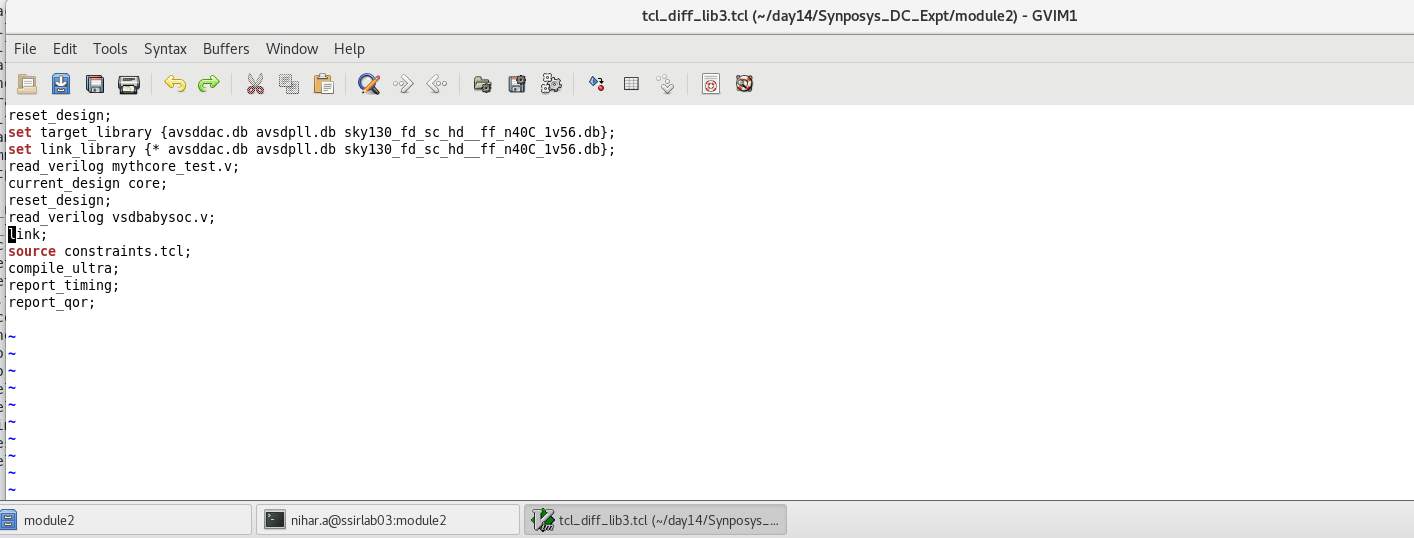 tcl_diff_lib3.tcl (~/day14/Synposys_DC_Expt/module2) - GVIM1
File Edit Tools Syntax Buffers Window Help
reset_design;
set target_library {avsddac.db avsdpll.db sky130_fd_sc_hd__ff_n40C_1v56.db};
set link_library {* avsddac.db avsdpll.db sky130_fd_sc_hd__ff_n40C_1v56.db};
read_verilog mythcore_test.v;
current_design core;
reset_design;
read_verilog vsdbabysoc.v;
link;
source constraints.tcl;
compile_ultra;
report_timing;
report_qor;
~
~
~
~
~
~
~
~
~
~
module2 nihar.a@ssirlab03:module2 tcl_diff_lib3.tcl (~/day14/Synposys_...